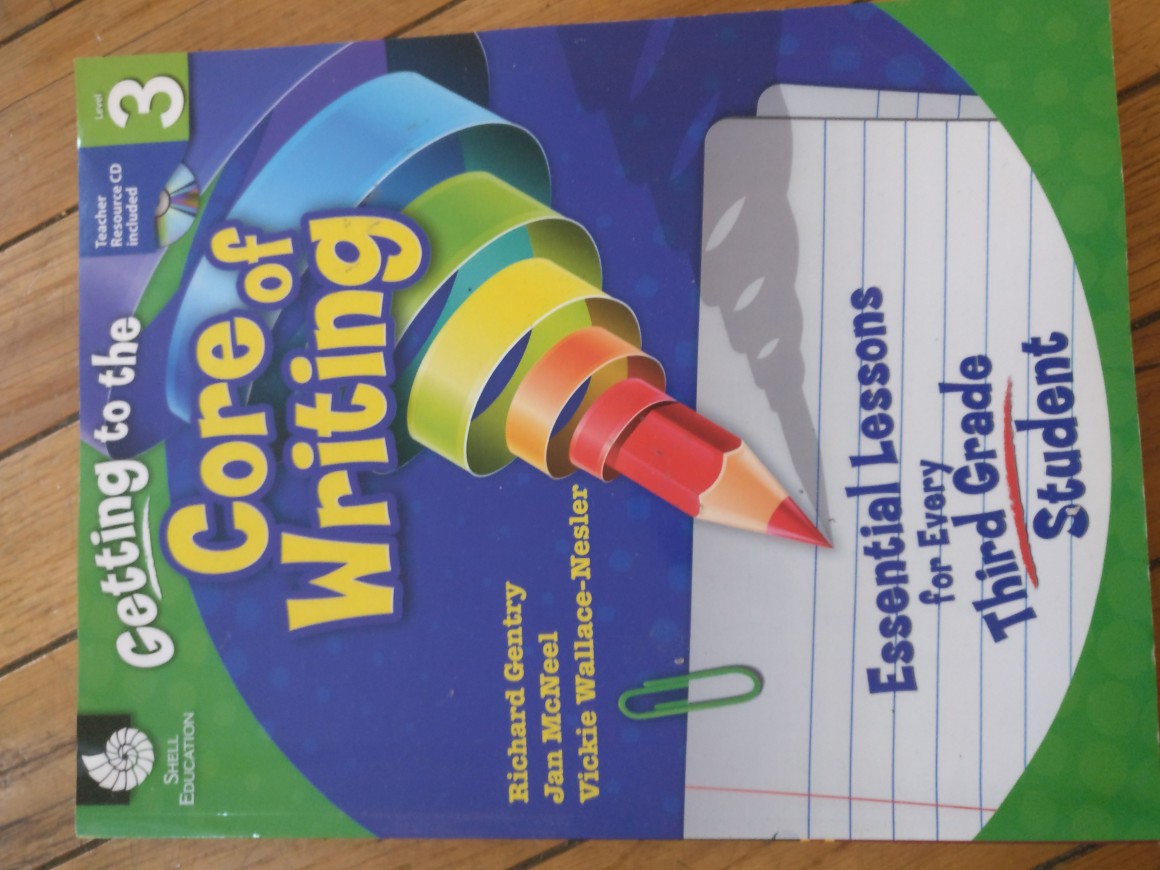 SHELL
EDUCATION
Level
3
Teacher
Resource CD
included
Getting to the
Core of
Writing
Richard Gentry
Jan McNeel
Vickie Wallace-Nesler
Essential Lessons
for Every
Third Grade
Student